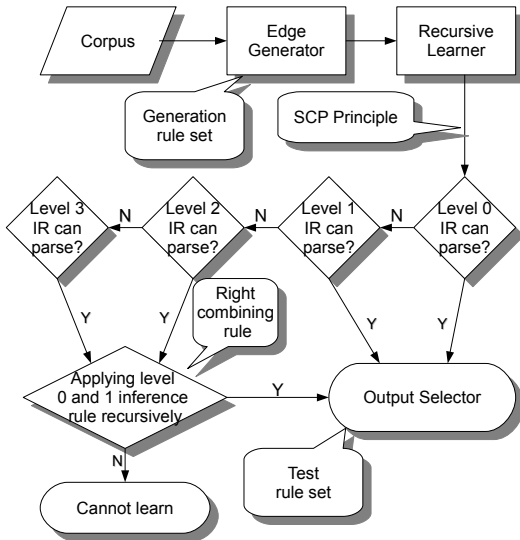 Corpus
Edge
Generator
Recursive
Learner
Generation
rule set
SCP Principle
Level 3
IR can
parse?
N
Level 2
IR can
parse?
N
Level 1
IR can
parse?
N
Level 0
IR can
parse?
Y
Y
Right
combining
rule
Y
Y
Applying level
0 and 1 inference
rule recursively
Y
Output Selector
N
Test
rule set
Cannot learn